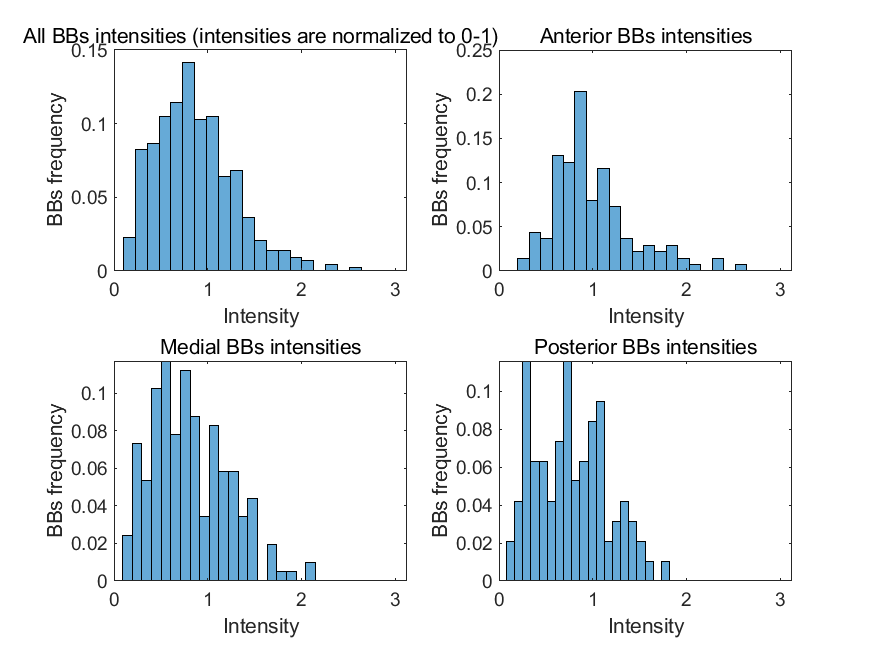 All BBs intensities (intensities are normalized to 0-1)
0.15
0.1
0.05
0
BBs frequency
0 1 2 3
Intensity
Anterior BBs intensities
0.25
0.2
0.15
0.1
0.05
0
BBs frequency
0 1 2 3
Intensity
Medial BBs intensities
0.1
0.08
0.06
0.04
0.02
0
BBs frequency
0 1 2 3
Intensity
Posterior BBs intensities
0.1
0.08
0.06
0.04
0.02
0
BBs frequency
0 1 2 3
Intensity